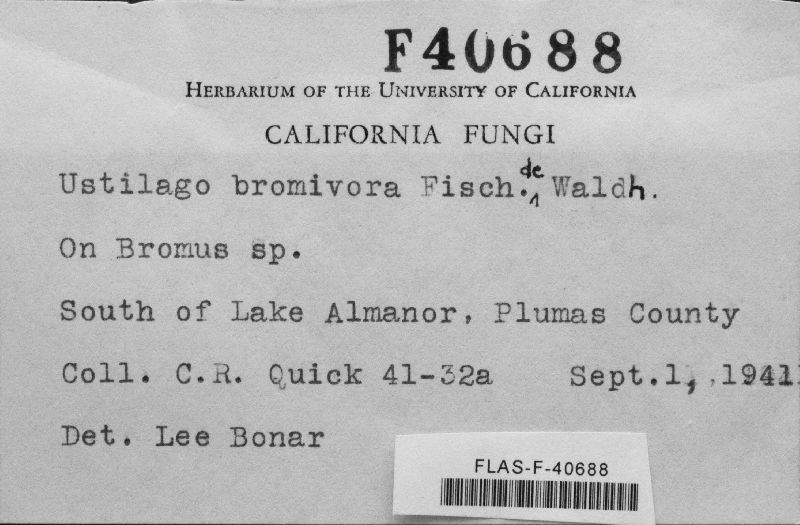 F40688
HERBARIUM OF THE UNIVERSITY OF CALIFORNIA
CALIFORNIA FUNGI
Ustilago bromivora Fisch. de Waldh.
On Bromus sp.
South of Lake Almanor, Plumas County
Coll. C.R. Quick 41-32a Sept.1, 1941
Det. Lee Bonar
FLAS-F-40688